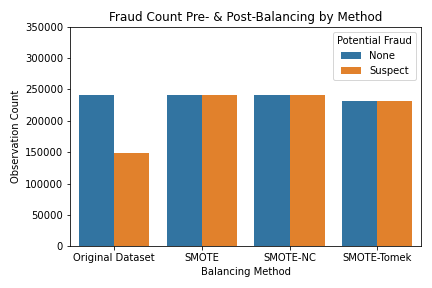 Fraud Count Pre- & Post-Balancing by Method
350000
300000
250000
200000
150000
100000
50000
0
Observation Count
Potential Fraud
None
Suspect
Original Dataset
SMOTE
SMOTE-NC
SMOTE-Tomek
Balancing Method